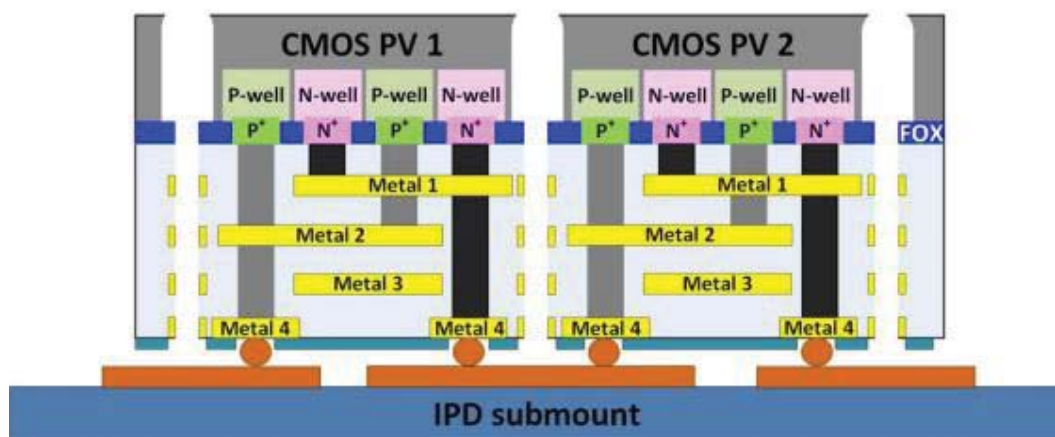 CMOS PV 1 CMOS PV 2
P-well N-well P-well N-well P-well N-well P-well N-well
P+ N+ P+ N+ P+ N+ P+ N+ FOX
Metal 1 Metal 1
Metal 2 Metal 2
Metal 3 Metal 3
Metal 4 Metal 4 Metal 4 Metal 4
IPD submount